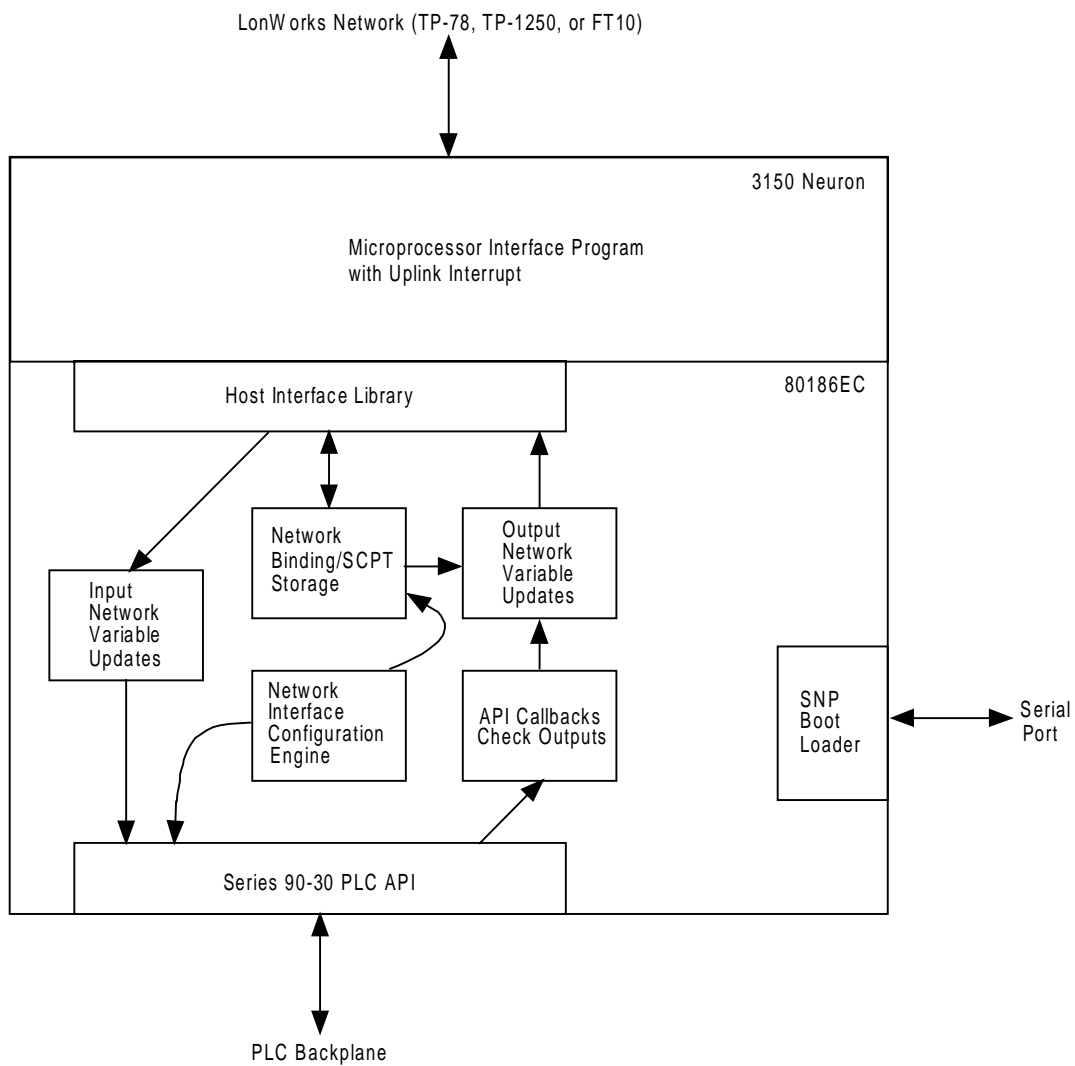 LonWorks Network (TP-78, TP-1250, or FT10)
3150 Neuron
Microprocessor Interface Program
with Uplink Interrupt
80186EC
Host Interface Library
Network
Binding/SCPT
Storage
Output
Network
Variable
Updates
Input
Network
Variable
Updates
Network
Interface
Configuration
Engine
API Callbacks
Check Outputs
SNP
Boot
Loader
Serial
Port
Series 90-30 PLC API
PLC Backplane